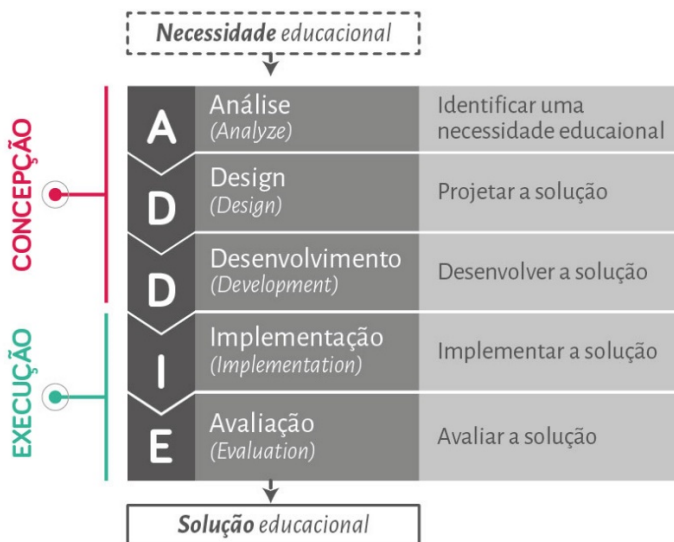 Necessidade educacional
CONCEPÇÃO
A
Análise
(Analyze)
Identificar uma
necessidade educaional
D
Design
(Design)
Projetar a solução
D
Desenvolvimento
(Development)
Desenvolver a solução
EXECUÇÃO
I
Implementação
(Implementation)
Implementar a solução
E
Avaliação
(Evaluation)
Avaliar a solução
Solução educacional